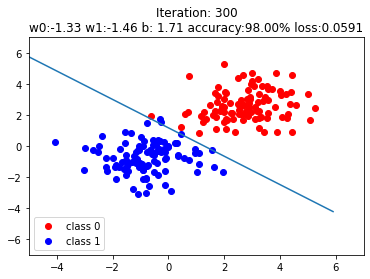 Iteration: 300
w0:-1.33 w1:-1.46 b: 1.71 accuracy:98.00% loss:0.0591
6
4
2
0
−2
−4
−6
class 0
class 1
−4 −2 0 2 4 6